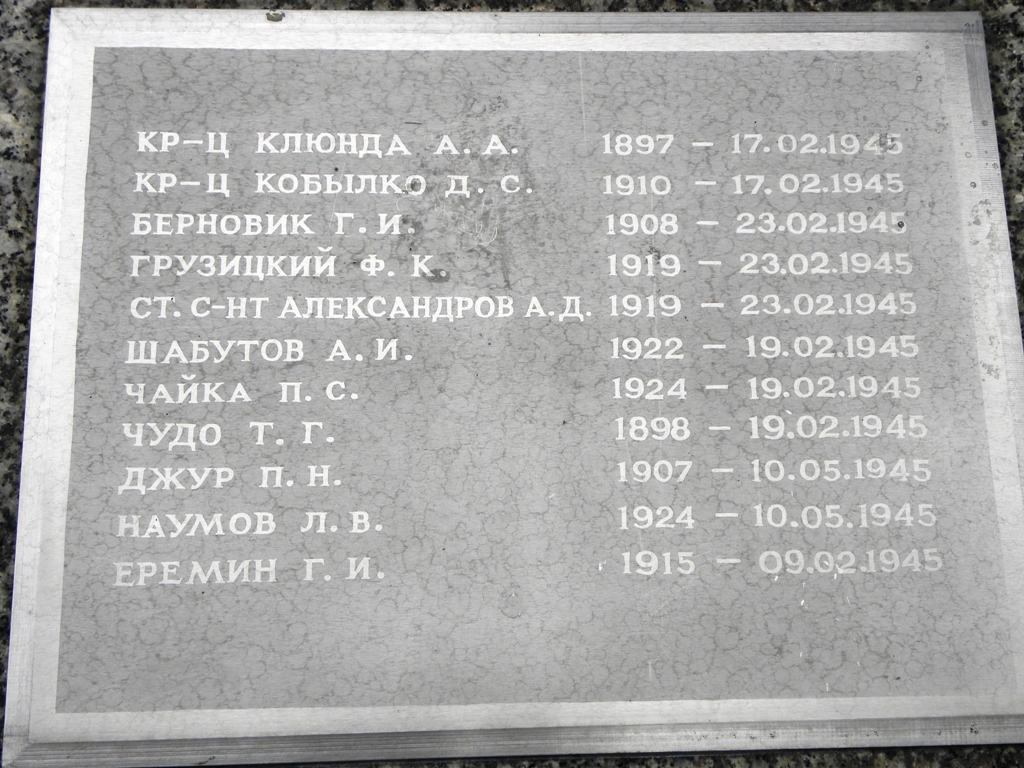 КР-Ц КЛЮНДА А. А. 1897 - 17.02.1945
КР-Ц КОБЫЛКО Д. С. 1910 - 17.02.1945
БЕРНОВИК Г. И. 1908 - 23.02.1945
ГРУЗИЦКИЙ Ф. К. 1919 - 23.02.1945
СТ. С-НТ АЛЕКСАНДРОВ А.Д. 1919 - 23.02.1945
ШАБУТОВ А. И. 1922 - 19.02.1945
ЧАЙКА П. С. 1924 - 19.02.1945
ЧУДО Т. Г. 1898 - 19.02.1945
ДЖУР П. Н. 1907 - 10.05.1945
НАУМОВ Л. В. 1924 - 10.05.1945
ЕРЕМИН Г. И. 1915 - 09.02.1945